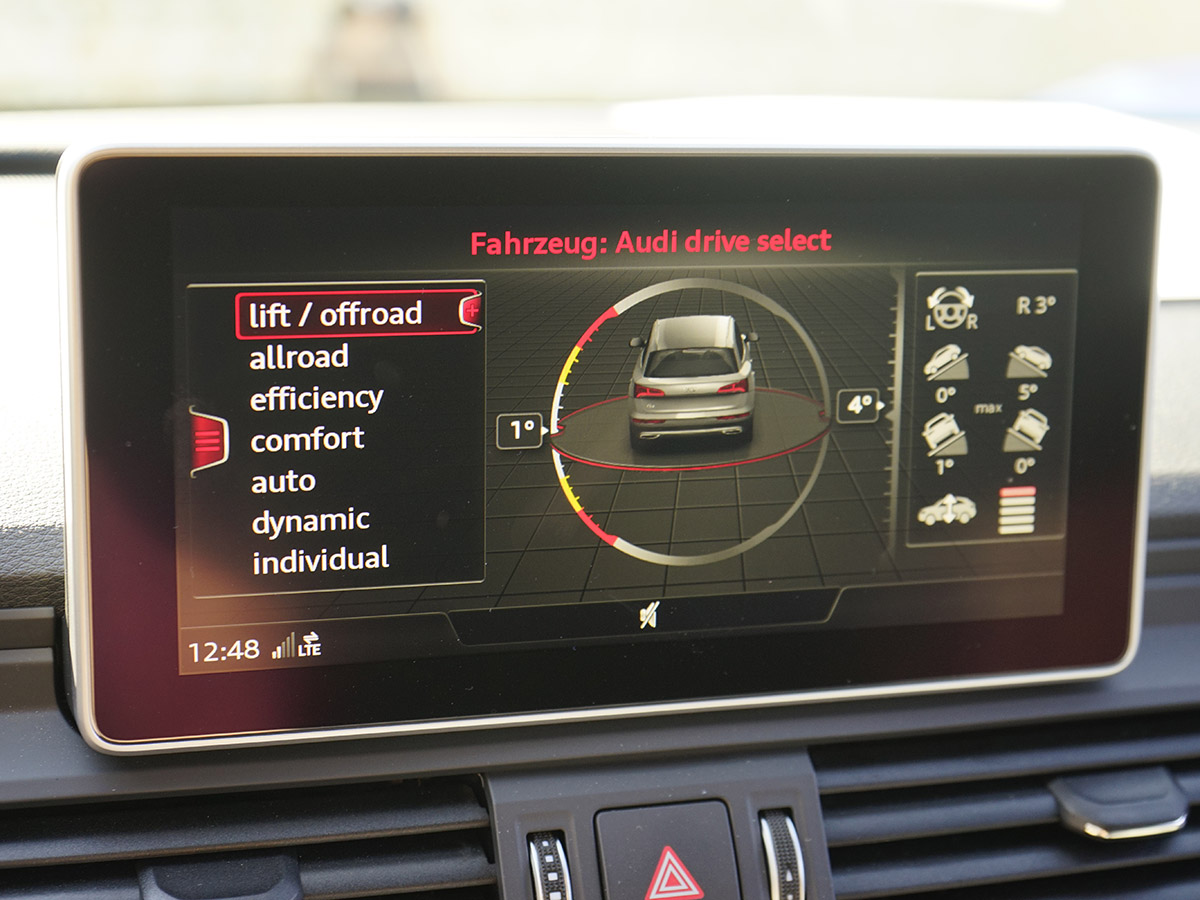 Fahrzeug: Audi drive select
lift / offroad
allroad
efficiency
comfort
auto
dynamic
individual
1°
4°
L R R 3°
0° 5°
max
1° 0°
12:48 LTE